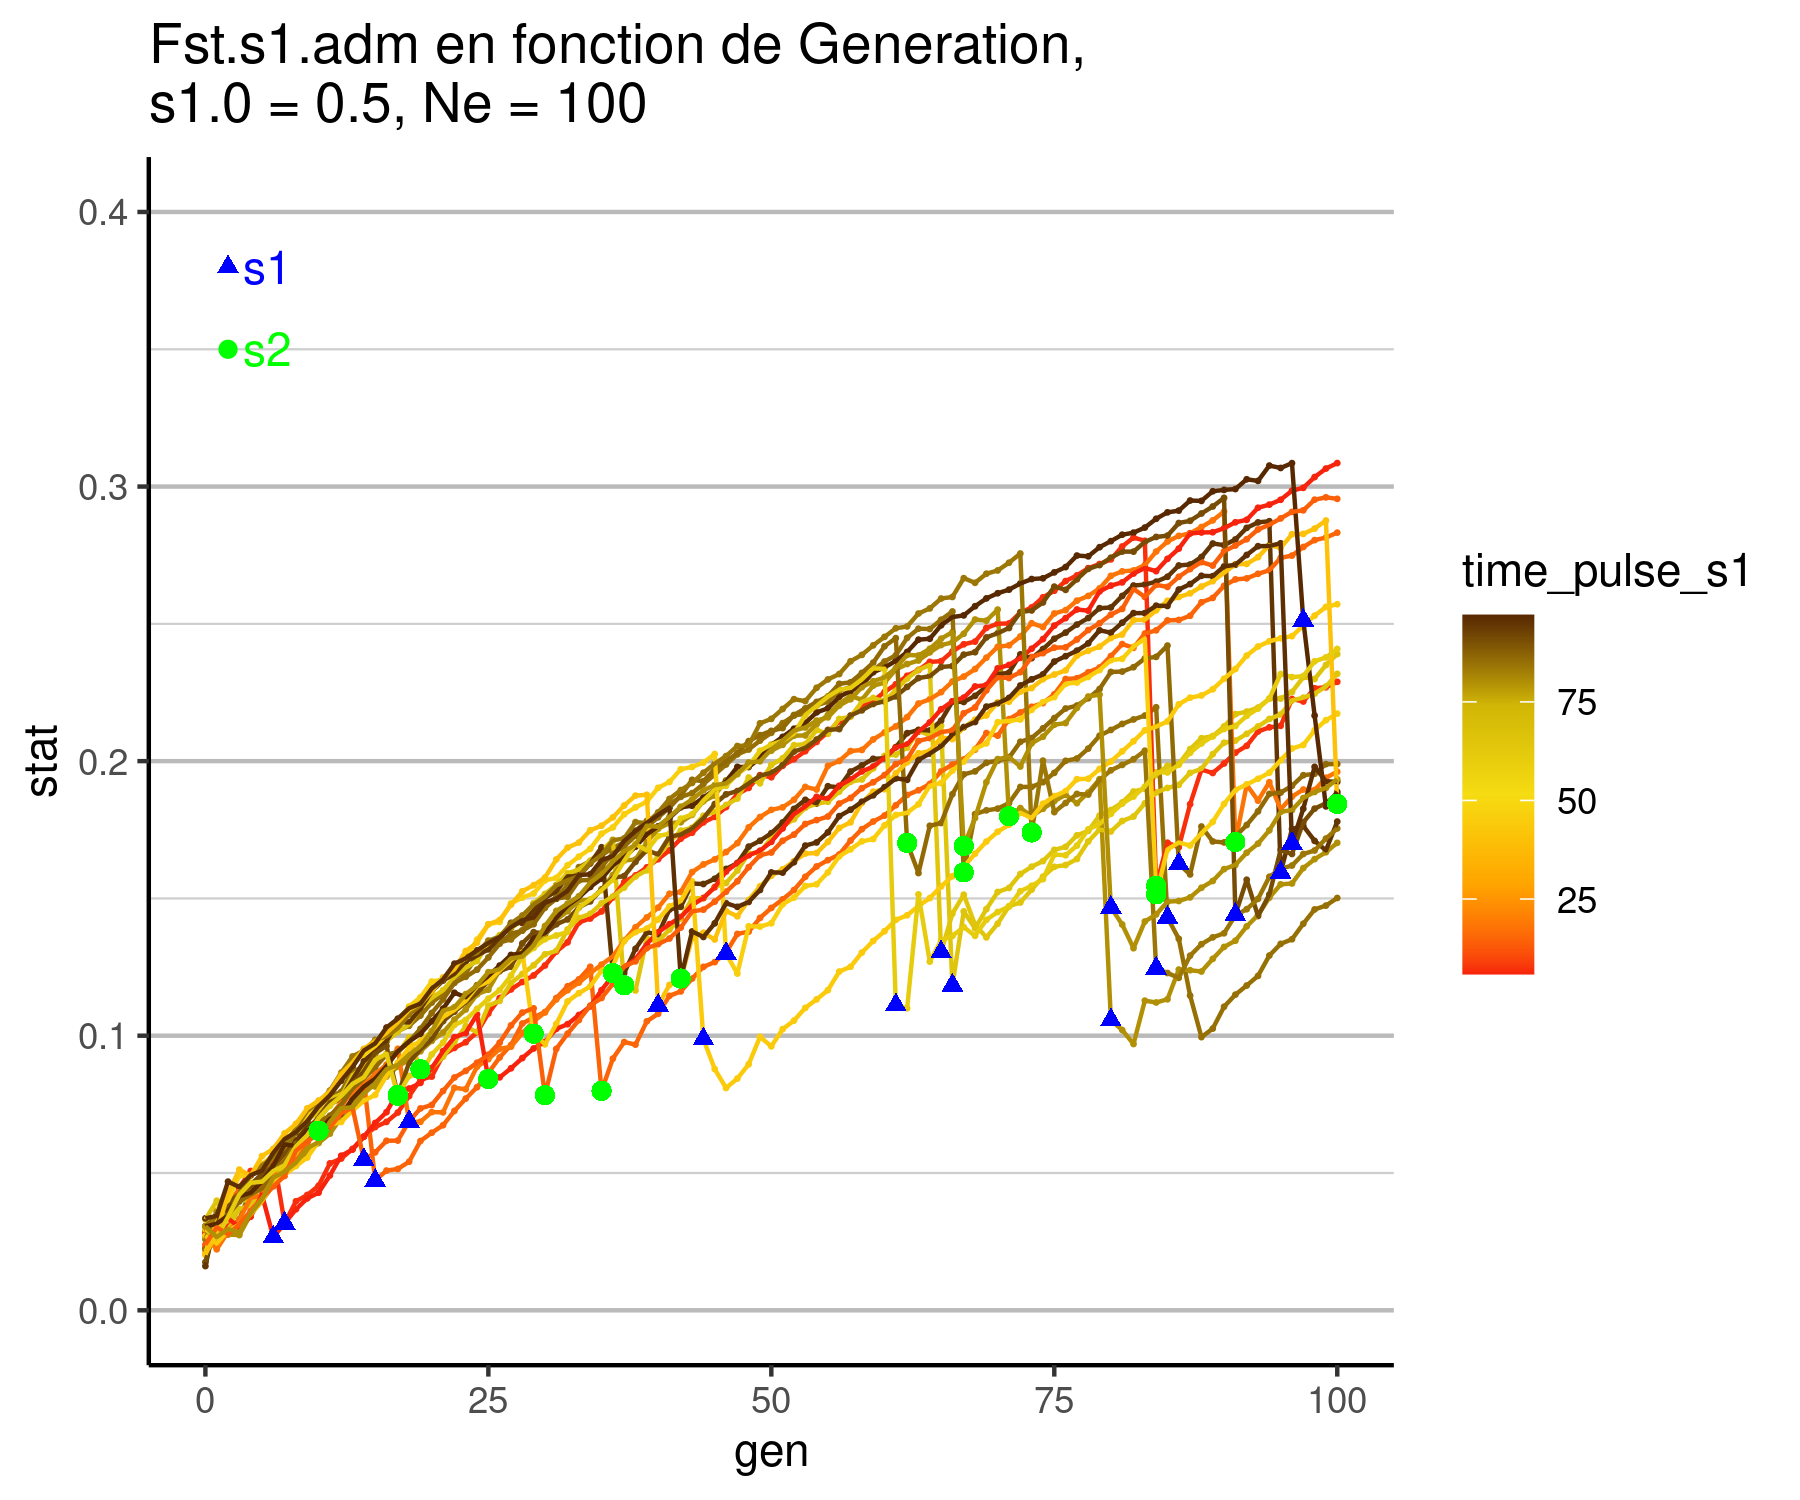 Fst.s1.adm en fonction de Generation,
s1.0 = 0.5, Ne = 100
0.4
s1
s2
0.3
0.2
0.1
0.0
stat
0 25 50 75 100
gen
time_pulse_s1
75
50
25